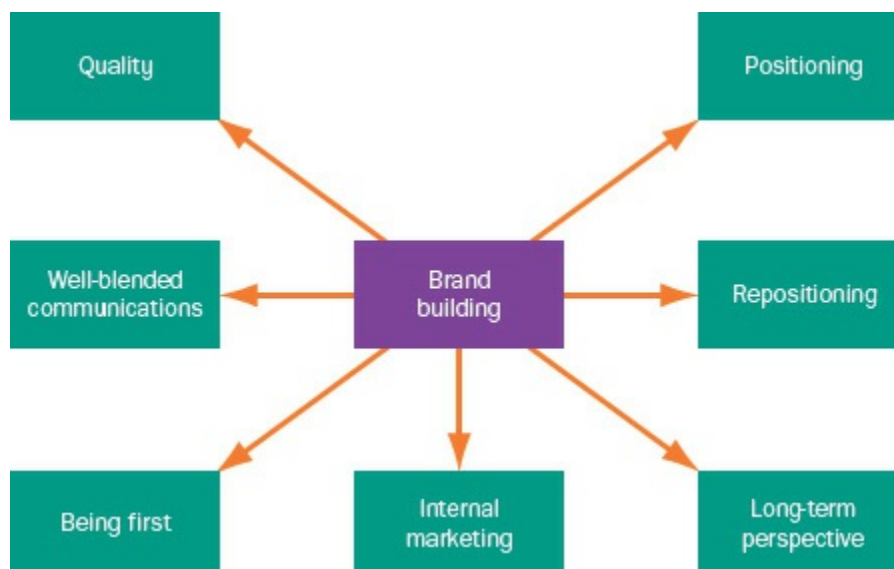 Quality
Positioning
Well-blended
communications
Brand
building
Repositioning
Being first
Internal
marketing
Long-term
perspective